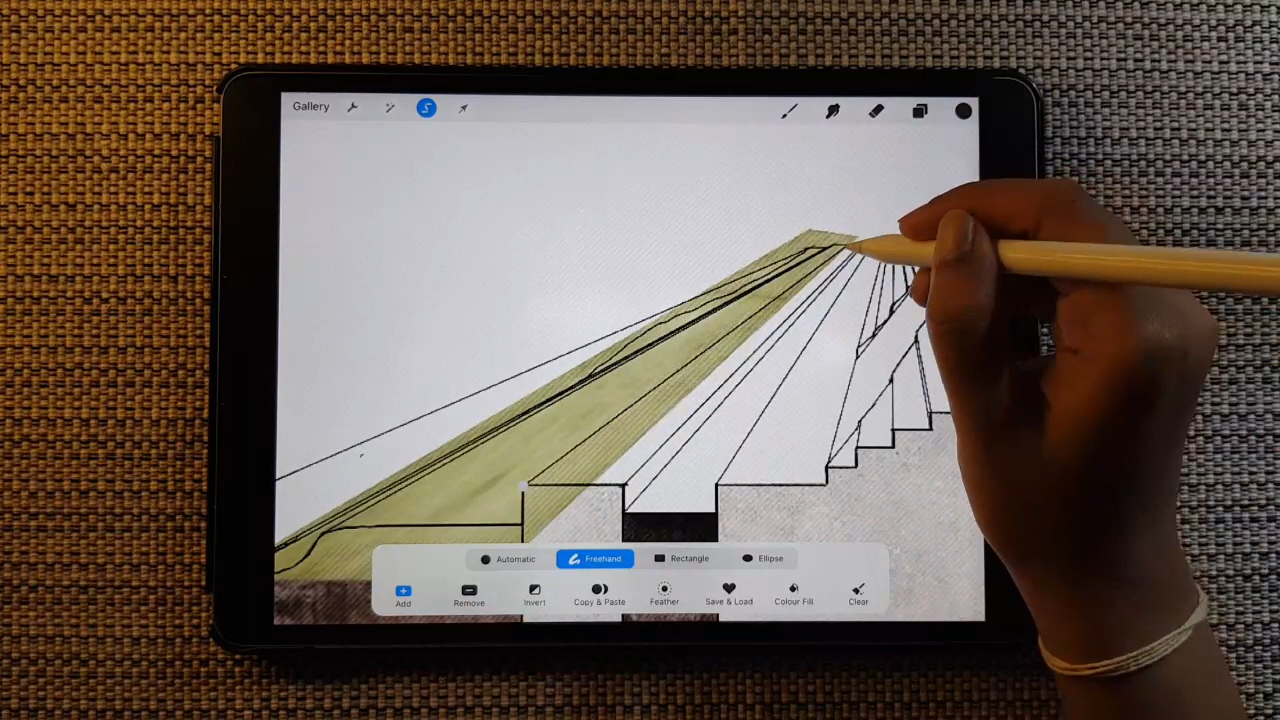 Gallery
Automatic Freehand Rectangle Ellipse
Add Remove Invert Copy & Paste Feather Save & Load Colour Fill Clear